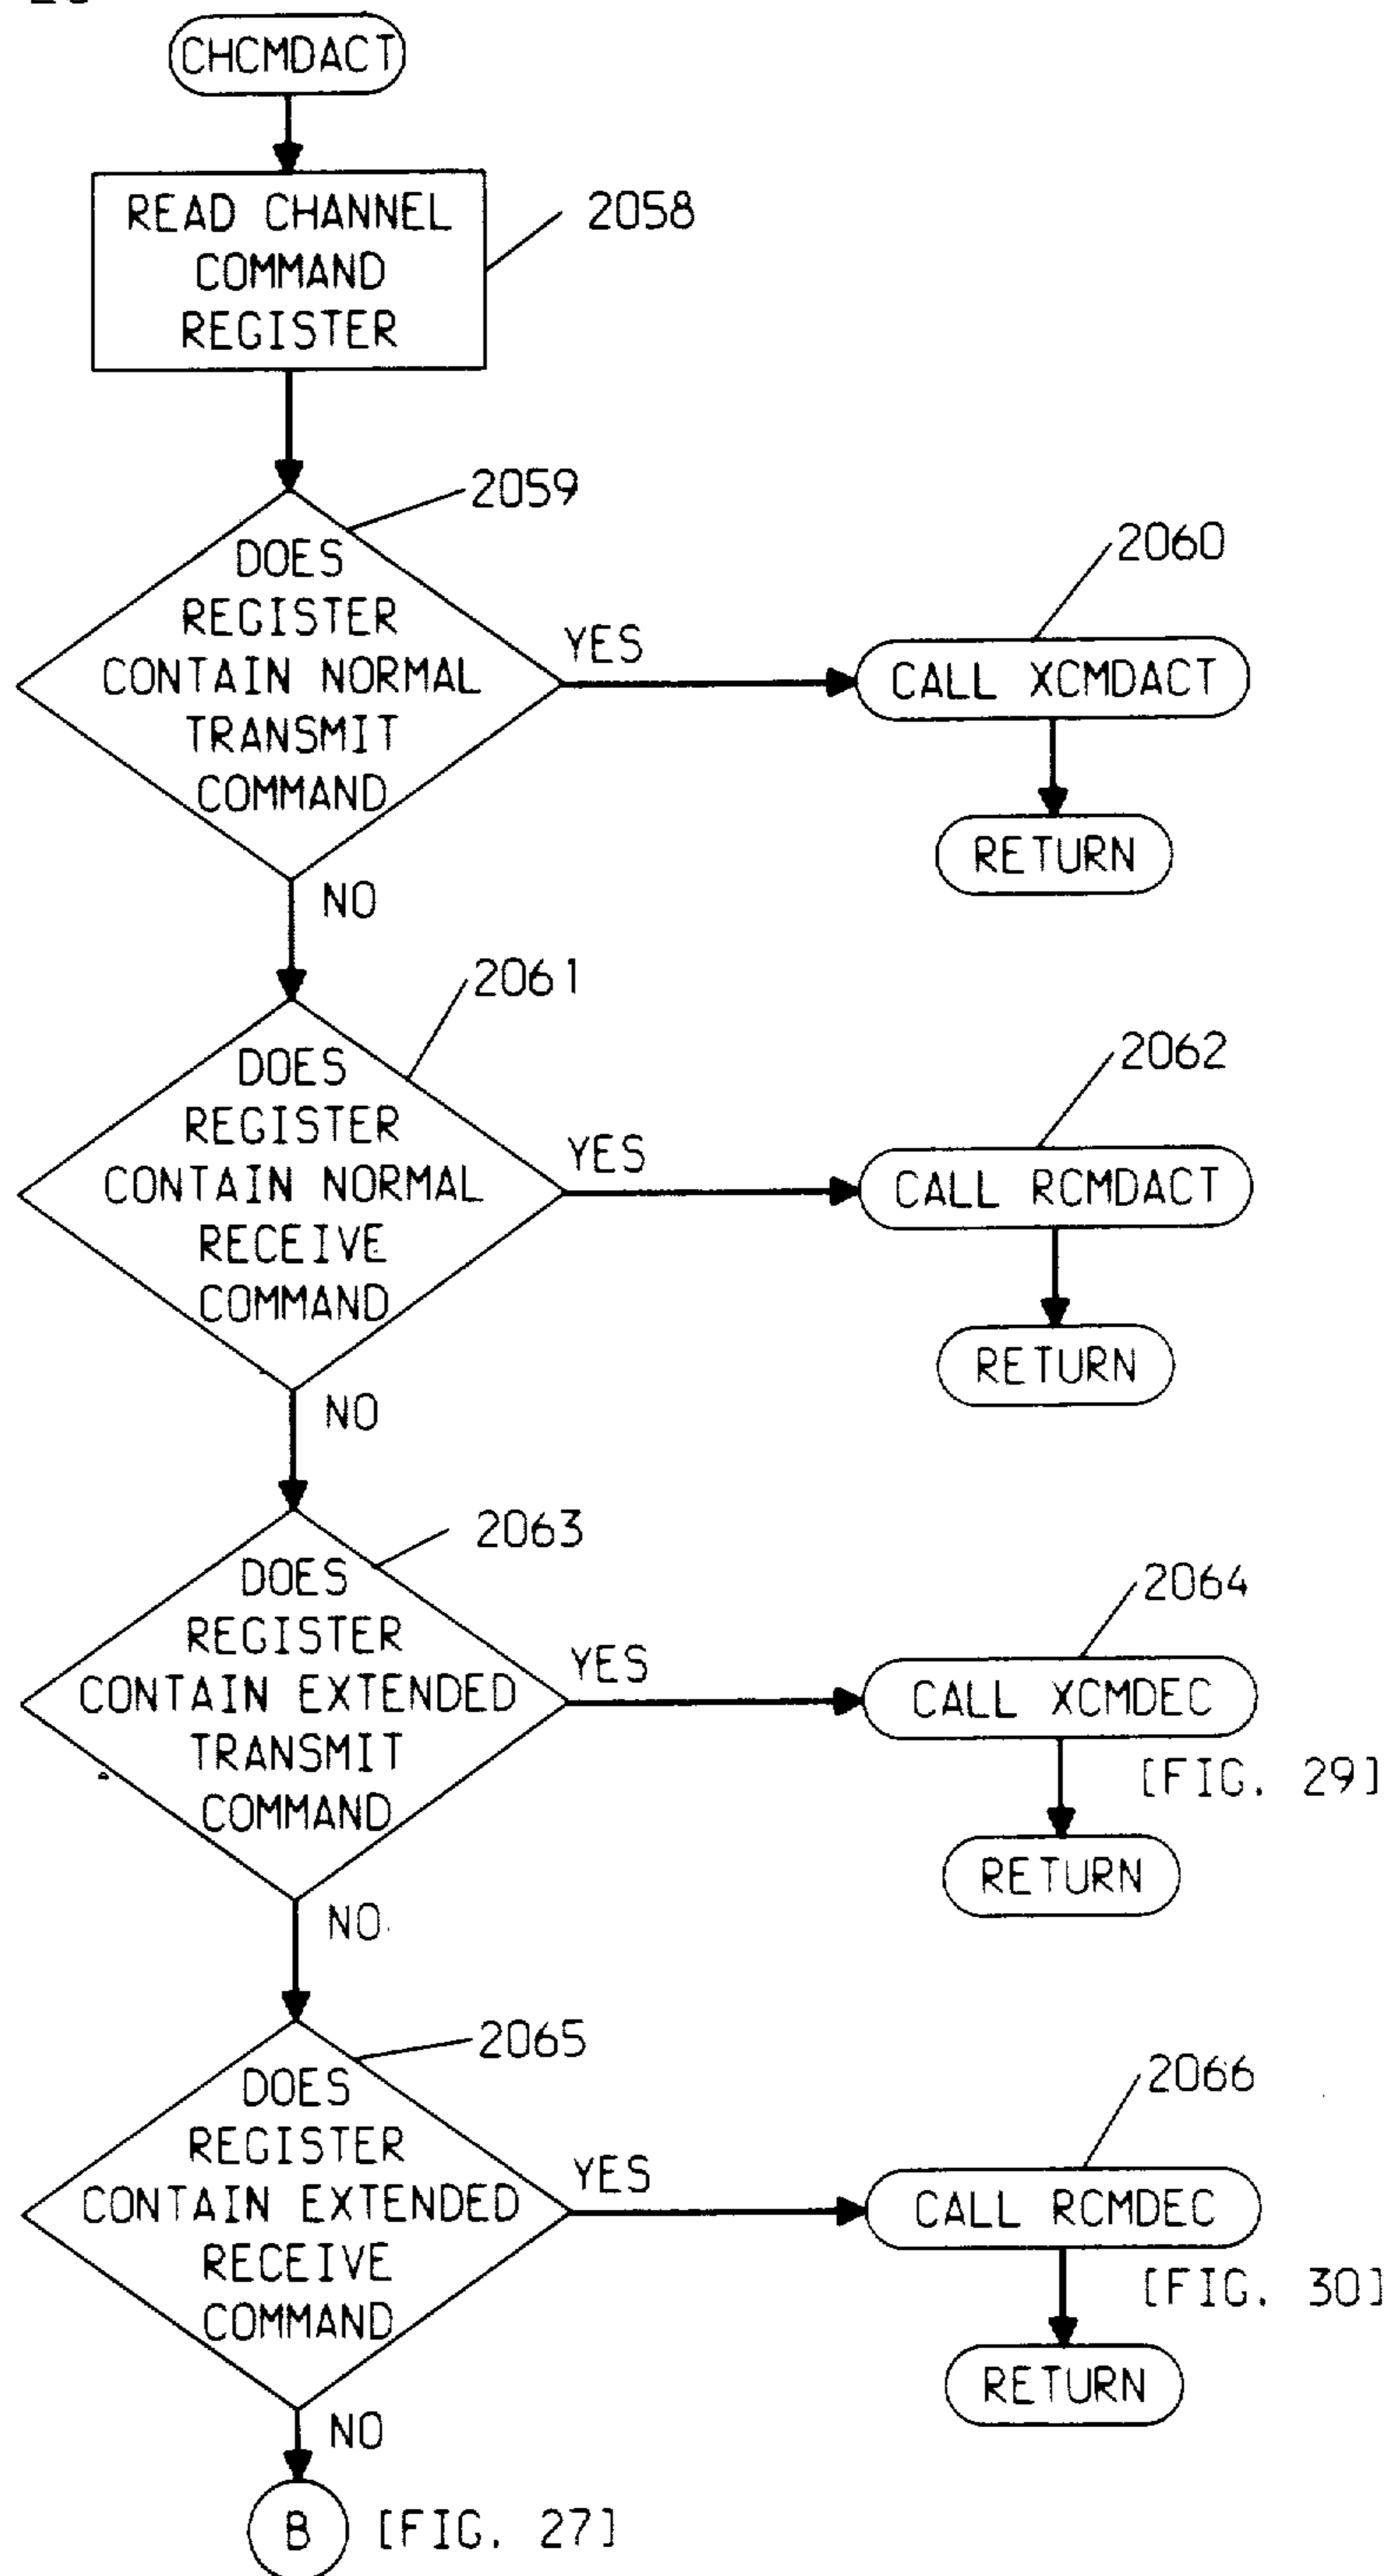 CHCMDACT
READ CHANNEL
COMMAND
REGISTER
2058
2059
DOES
REGISTER
CONTAIN NORMAL
TRANSMIT
COMMAND
YES
2060
CALL XCMDACT
RETURN
NO
2061
DOES
REGISTER
CONTAIN NORMAL
RECEIVE
COMMAND
YES
2062
CALL RCMDACT
RETURN
NO
2063
DOES
REGISTER
CONTAIN EXTENDED
TRANSMIT
COMMAND
YES
2064
CALL XCMDEC
[FIG. 29]
RETURN
NO
2065
DOES
REGISTER
CONTAIN EXTENDED
RECEIVE
COMMAND
YES
2066
CALL RCMDEC
[FIG. 30]
RETURN
NO
B [FIG. 27]